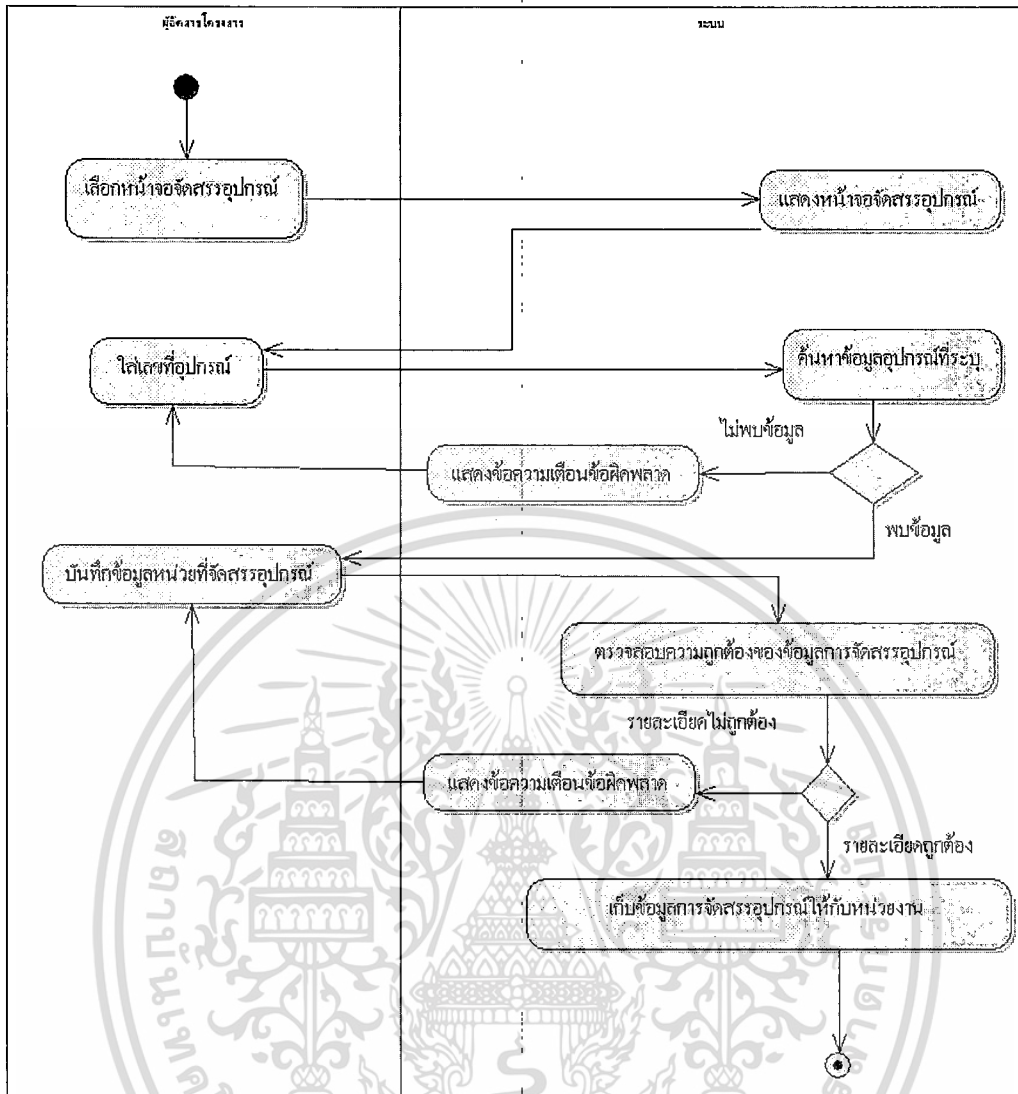 ผู้จัดการโครงการ
ระบบ
เลือกหน้าจอจัดสรรอุปกรณ์
แสดงหน้าจอจัดสรรอุปกรณ์
ใส่เลขที่อุปกรณ์
ค้นหาข้อมูลอุปกรณ์ที่ระบุ
ไม่พบข้อมูล
แสดงข้อความเตือนข้อผิดพลาด
พบข้อมูล
บันทึกข้อมูลหน่วยที่จัดสรรอุปกรณ์
ตรวจสอบความถูกต้องของข้อมูลการจัดสรรอุปกรณ์
รายละเอียดไม่ถูกต้อง
แสดงข้อความเตือนข้อผิดพลาด
รายละเอียดถูกต้อง
เก็บข้อมูลการจัดสรรอุปกรณ์ให้กับหน่วยงาน